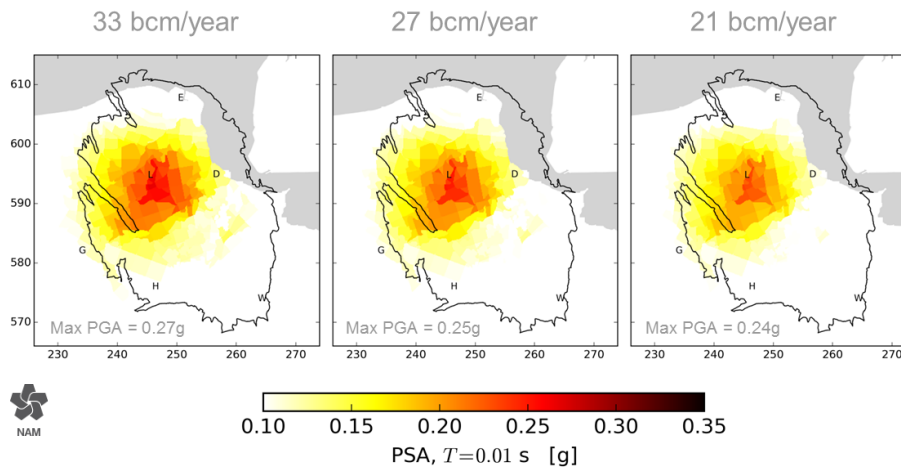 33 bcm/year 27 bcm/year 21 bcm/year
610
600
590
580
570
E
L D
G
H
W
Max PGA = 0.27g
230 240 250 260 270
E
L D
G
H
W
Max PGA = 0.25g
230 240 250 260 270
E
L D
G
H
W
Max PGA = 0.24g
230 240 250 260 270
NAM
0.10 0.15 0.20 0.25 0.30 0.35
PSA, T=0.01 s [g]